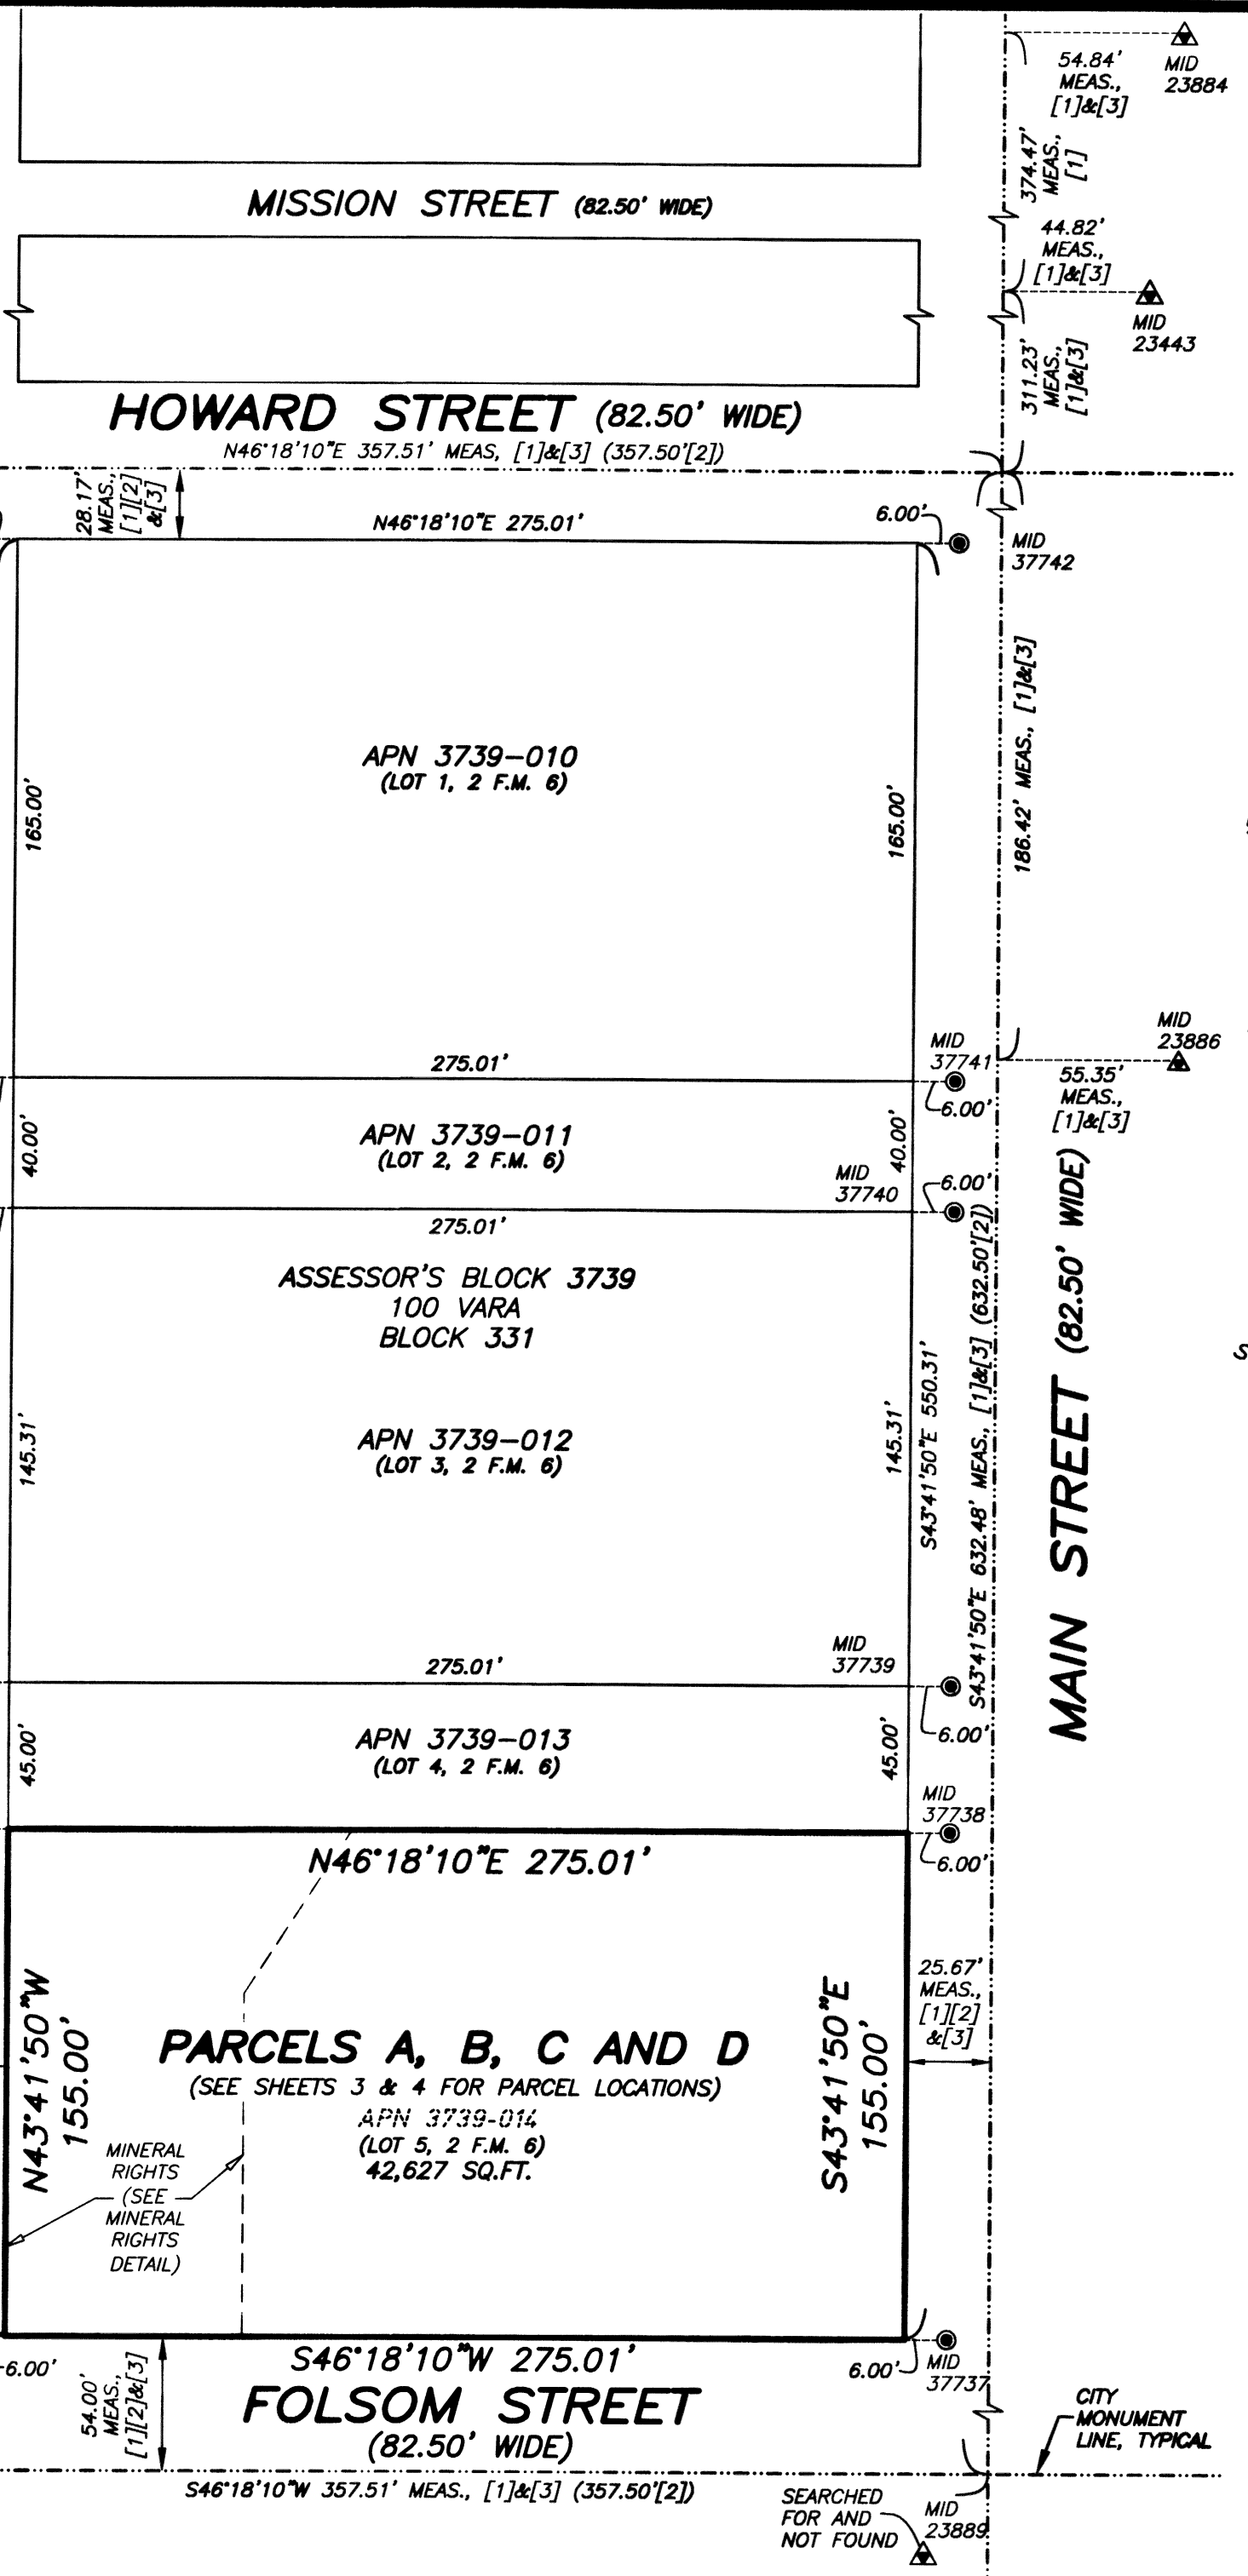 54.84'
MEAS.,
[1]&[3]
MID
23884
374.47'
MEAS.,
[1]
MISSION STREET (82.50' WIDE)
44.82'
MEAS.,
[1]&[3]
MID
23443
311.23'
MEAS.,
[1]&[3]
HOWARD STREET (82.50' WIDE)
N46°18'10"E 357.51' MEAS, [1]&[3] (357.50'[2])
28.17'
MEAS.,
[1][2]
&[3]
N46°18'10"E 275.01'
6.00'
MID
37742
186.42' MEAS., [1]&[3]
APN 3739-010
(LOT 1, 2 F.M. 6)
165.00'
165.00'
MID
23886
55.35'
MEAS.,
[1]&[3]
275.01'
MID
37741
6.00'
40.00'
APN 3739-011
(LOT 2, 2 F.M. 6)
40.00'
MID
37740
6.00'
275.01'
ASSESSOR'S BLOCK 3739
100 VARA
BLOCK 331
145.31'
APN 3739-012
(LOT 3, 2 F.M. 6)
145.31'
S43°41'50"E 550.31'
S43°41'50"E 632.48' MEAS., [1]&[3] (632.50'[2])
MAIN STREET (82.50' WIDE)
275.01'
MID
37739
6.00'
45.00'
APN 3739-013
(LOT 4, 2 F.M. 6)
45.00'
MID
37738
6.00'
N46°18'10"E 275.01'
N43°41'50"W
155.00'
PARCELS A, B, C AND D
(SEE SHEETS 3 & 4 FOR PARCEL LOCATIONS)
APN 3739-014
(LOT 5, 2 F.M. 6)
42,627 SQ.FT.
S43°41'50"E
155.00'
25.67'
MEAS.,
[1][2]
&[3]
MINERAL
RIGHTS
(SEE
MINERAL
RIGHTS
DETAIL)
S46°18'10"W 275.01'
6.00'
6.00'
MID
37737
54.00'
MEAS.,
[1][2]&[3]
FOLSOM STREET
(82.50' WIDE)
CITY
MONUMENT
LINE, TYPICAL
S46°18'10"W 357.51' MEAS., [1]&[3] (357.50'[2])
SEARCHED
FOR AND
NOT FOUND
MID
23889